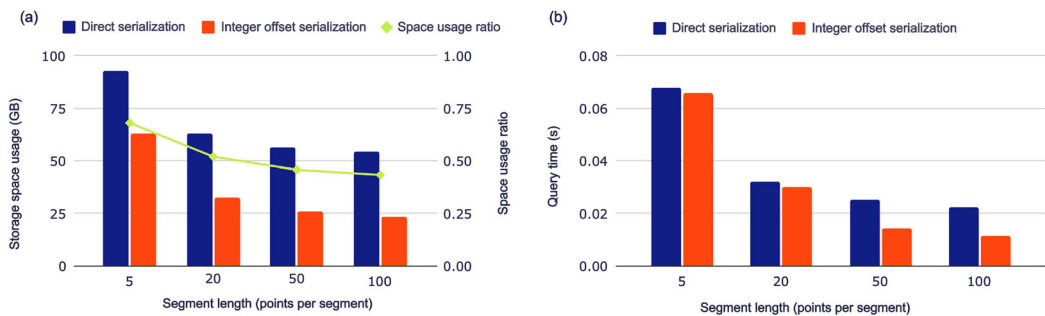 (a)
Direct serialization
Integer offset serialization
Space usage ratio
100
75
50
25
0
Storage space usage (GB)
1.00
0.75
0.50
0.25
0.00
Space usage ratio
5
20
50
100
Segment length (points per segment)
(b)
Direct serialization
Integer offset serialization
0.08
0.06
0.04
0.02
0.00
Query time (s)
5
20
50
100
Segment length (points per segment)